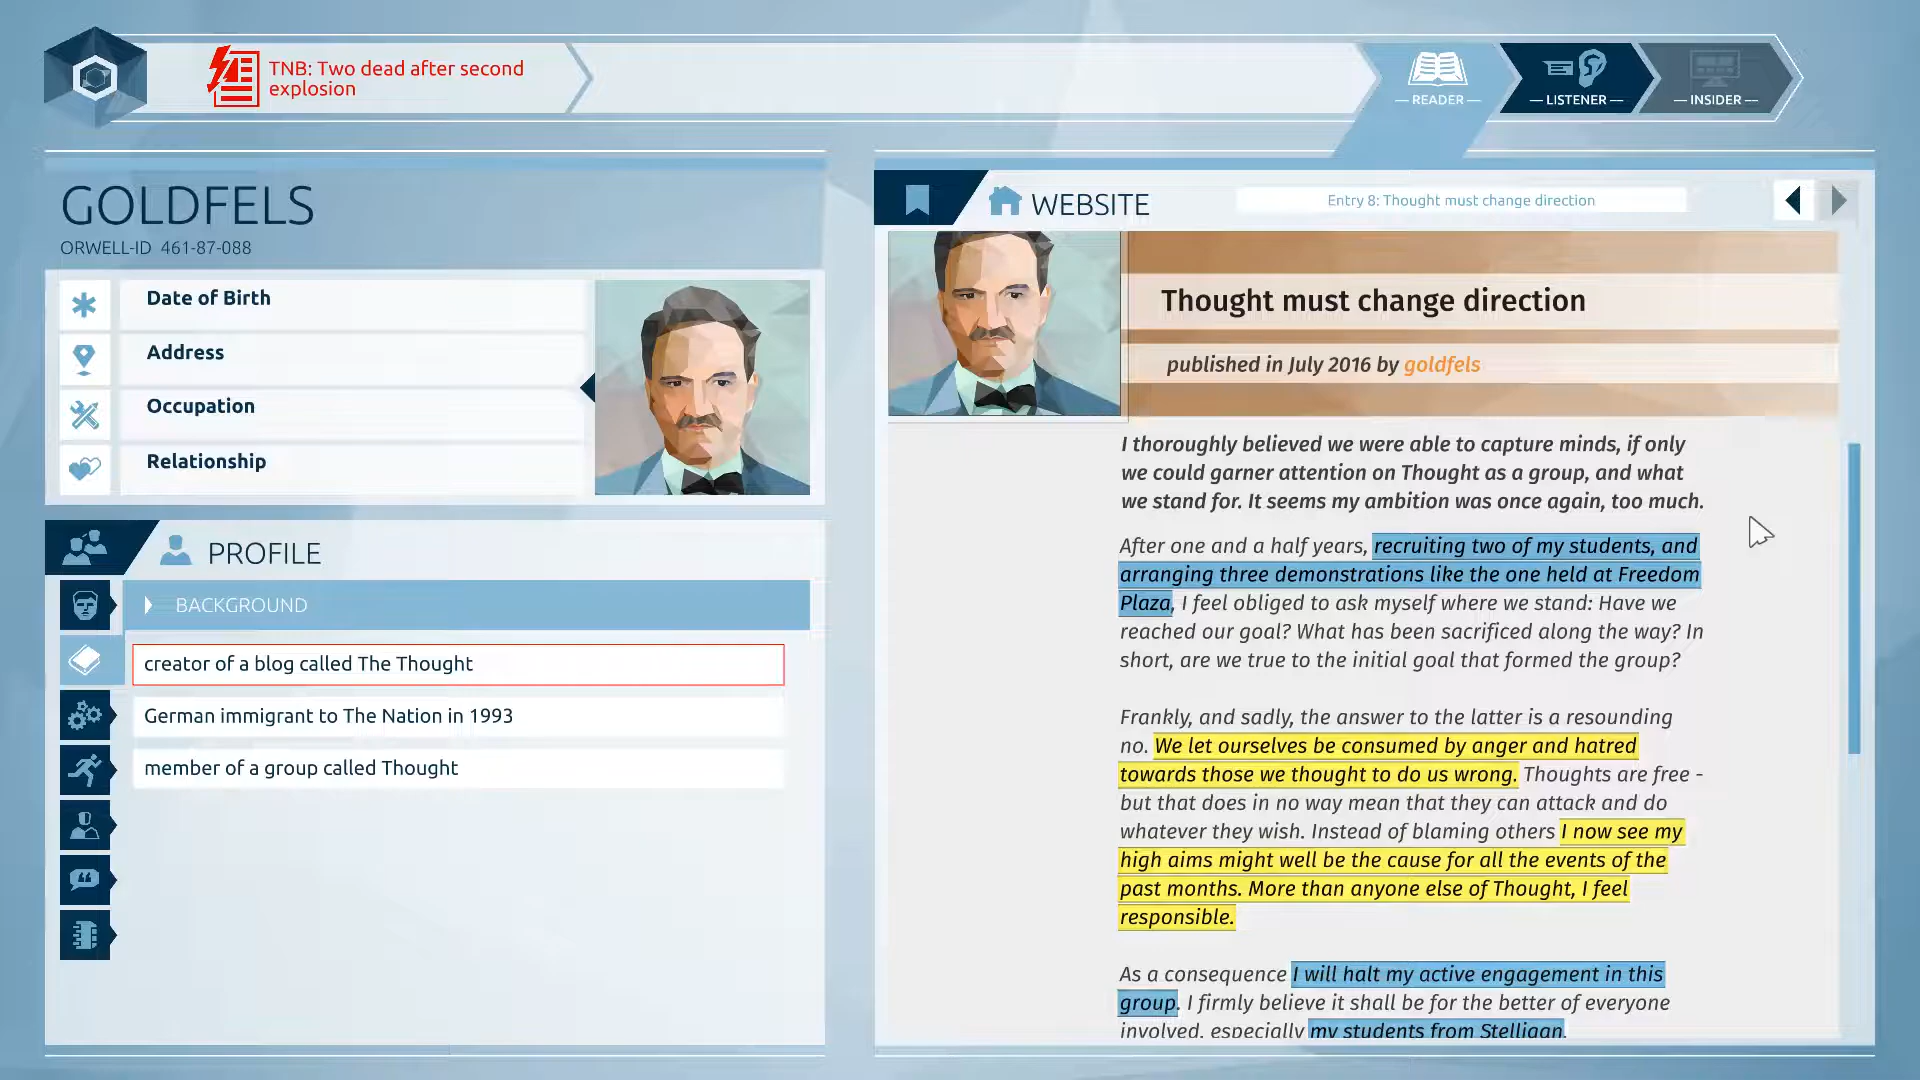 TNB: Two dead after second
explosion
— READER —
— LISTENER —
— INSIDER —
GOLDFELS
ORWELL-ID 461-87-088
Date of Birth
Address
Occupation
Relationship
PROFILE
BACKGROUND
creator of a blog called The Thought
German immigrant to The Nation in 1993
member of a group called Thought
WEBSITE
Entry 8: Thought must change direction
Thought must change direction
published in July 2016 by goldfels
I thoroughly believed we were able to capture minds, if only
we could garner attention on Thought as a group, and what
we stand for. It seems my ambition was once again, too much.
After one and a half years, recruiting two of my students, and
arranging three demonstrations like the one held at Freedom
Plaza, I feel obliged to ask myself where we stand: Have we
reached our goal? What has been sacrificed along the way? In
short, are we true to the initial goal that formed the group?
Frankly, and sadly, the answer to the latter is a resounding
no. We let ourselves be consumed by anger and hatred
towards those we thought to do us wrong. Thoughts are free -
but that does in no way mean that they can attack and do
whatever they wish. Instead of blaming others I now see my
high aims might well be the cause for all the events of the
past months. More than anyone else of Thought, I feel
responsible.
As a consequence I will halt my active engagement in this
group. I firmly believe it shall be for the better of everyone
involved, especially my students from Stelligan.